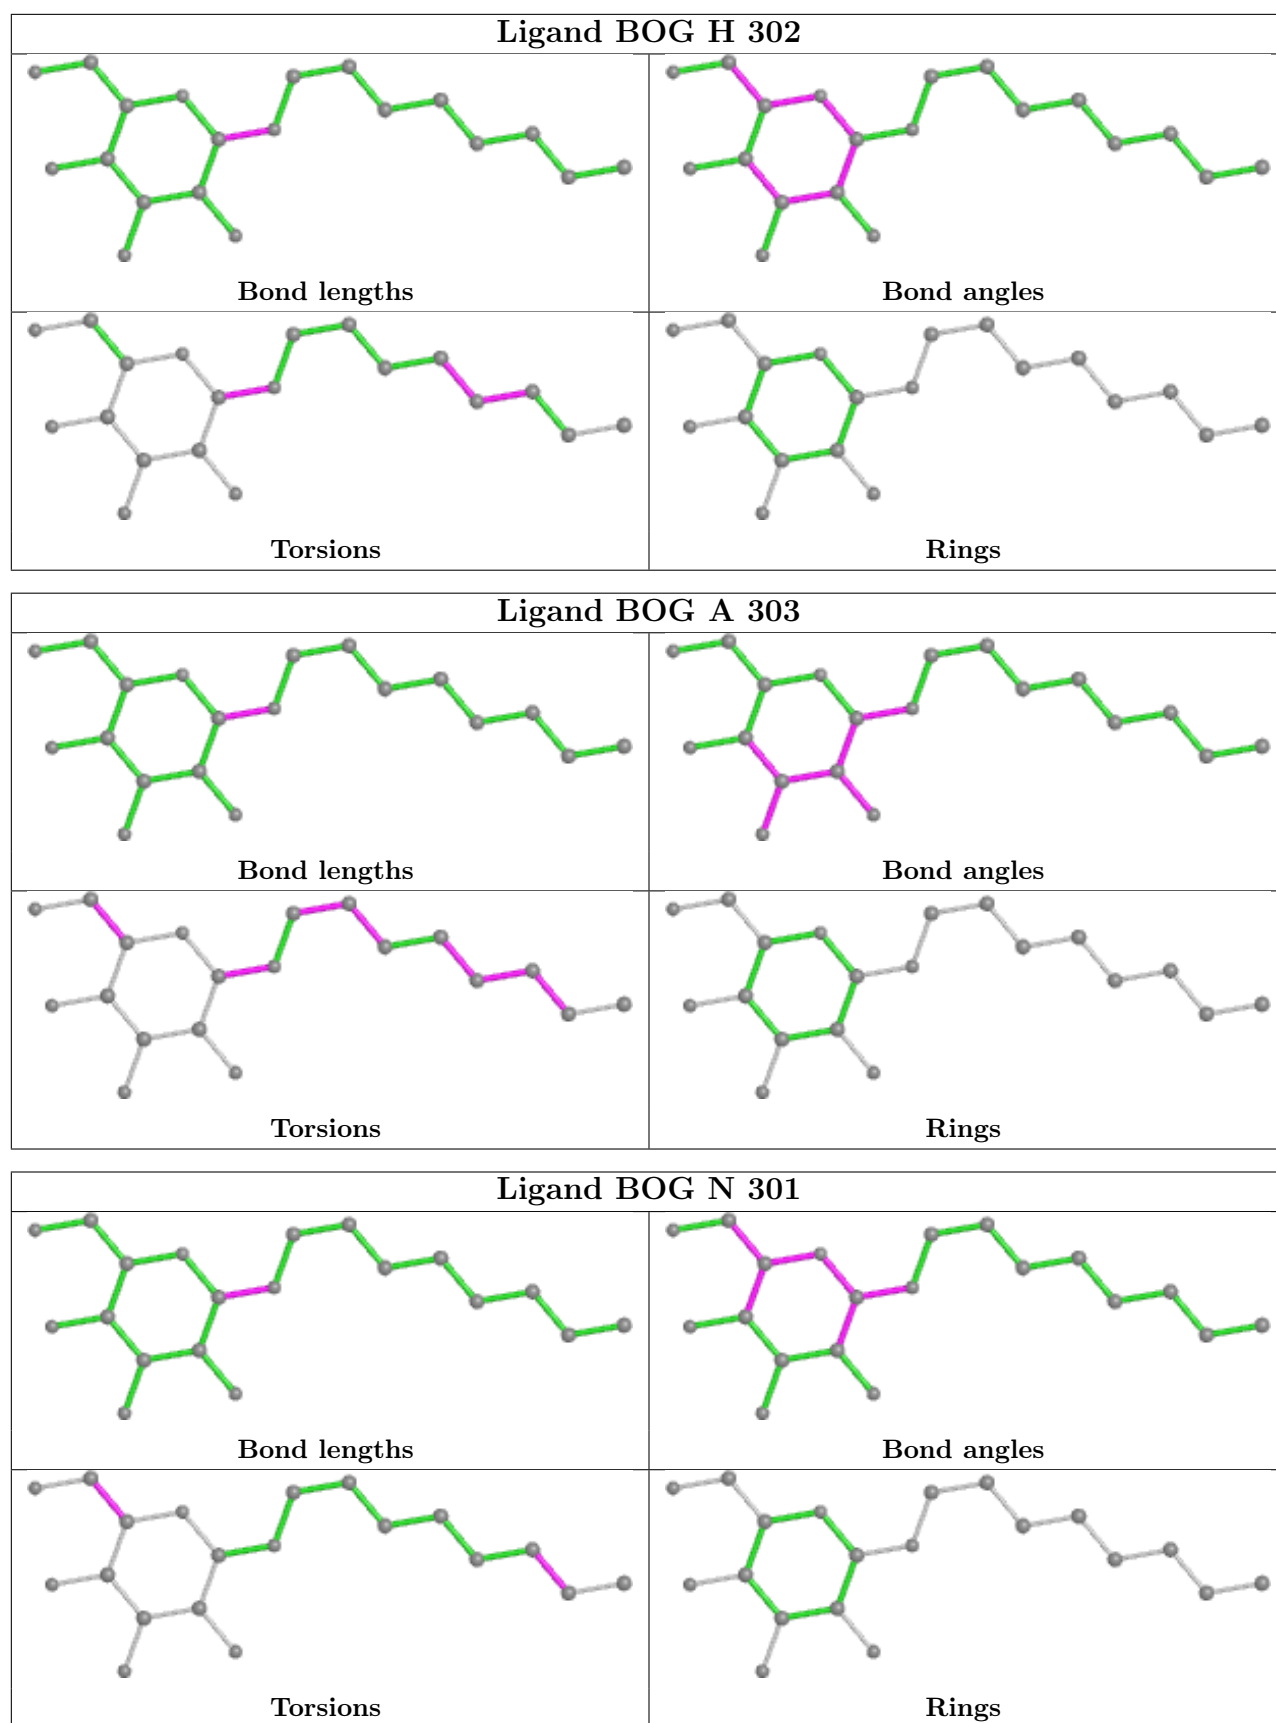 Ligand BOG H 302
Bond lengths
Bond angles
Torsions
Rings
Ligand BOG A 303
Bond lengths
Bond angles
Torsions
Rings
Ligand BOG N 301
Bond lengths
Bond angles
Torsions
Rings